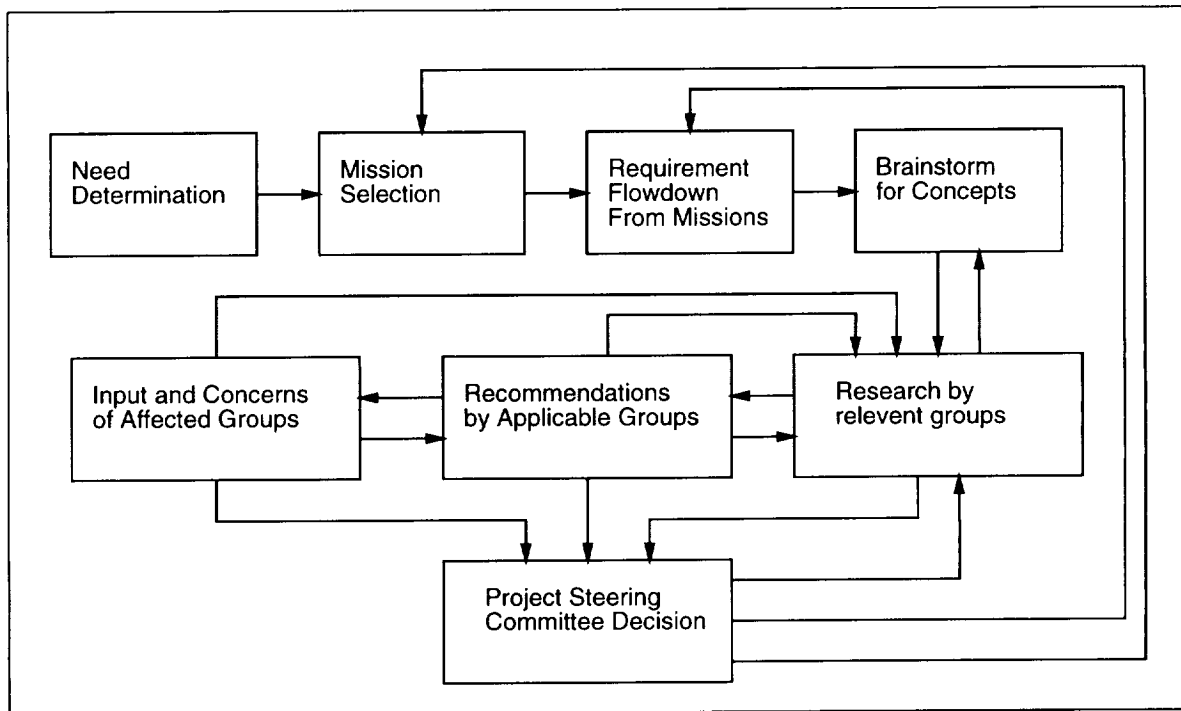 Need
Determination
Mission
Selection
Requirement
Flowdown
From Missions
Brainstorm
for Concepts
Input and Concerns
of Affected Groups
Recommendations
by Applicable Groups
Research by
relevent groups
Project Steering
Committee Decision